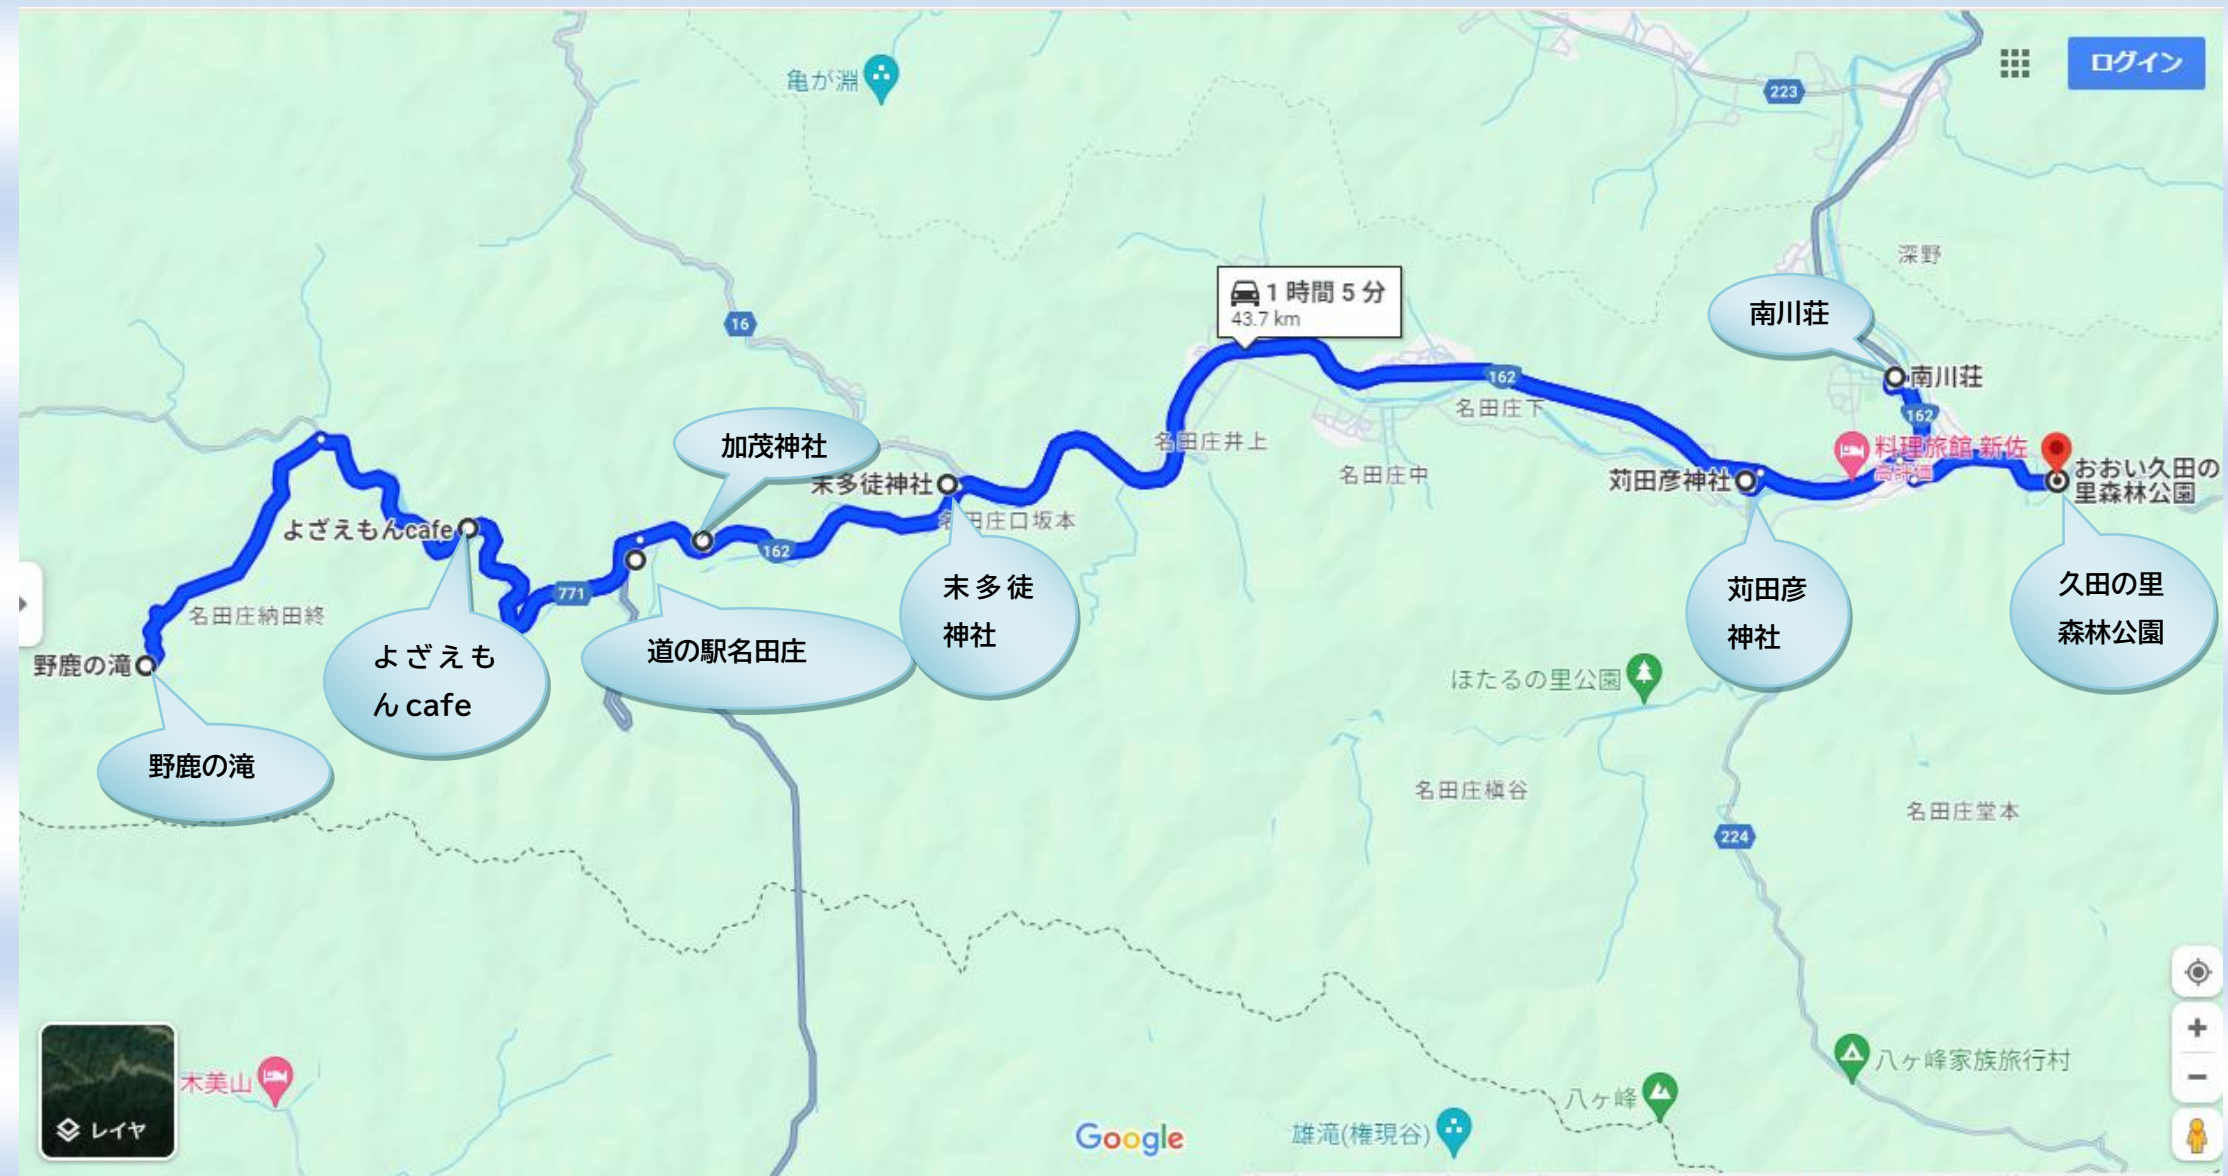 亀が淵
223
ログイン
深野
1 時間 5 分
43.7 km
南川荘
16
南川荘
162
162
名田庄下
加茂神社
名田庄井上
料理旅館 新佐
高評価
名田庄中
末多徒神社
苅田彦神社
おおい久田の
里森林公園
よざえもんcafe
名田庄口坂本
162
771
末多徒
神社
苅田彦
神社
久田の里
森林公園
名田庄納田終
よざえも
んcafe
道の駅名田庄
野鹿の滝
ほたるの里公園
野鹿の滝
名田庄槇谷
名田庄堂本
224
木美山
レイヤ
八ヶ峰家族旅行村
八ヶ峰
雄滝(権現谷)
Google